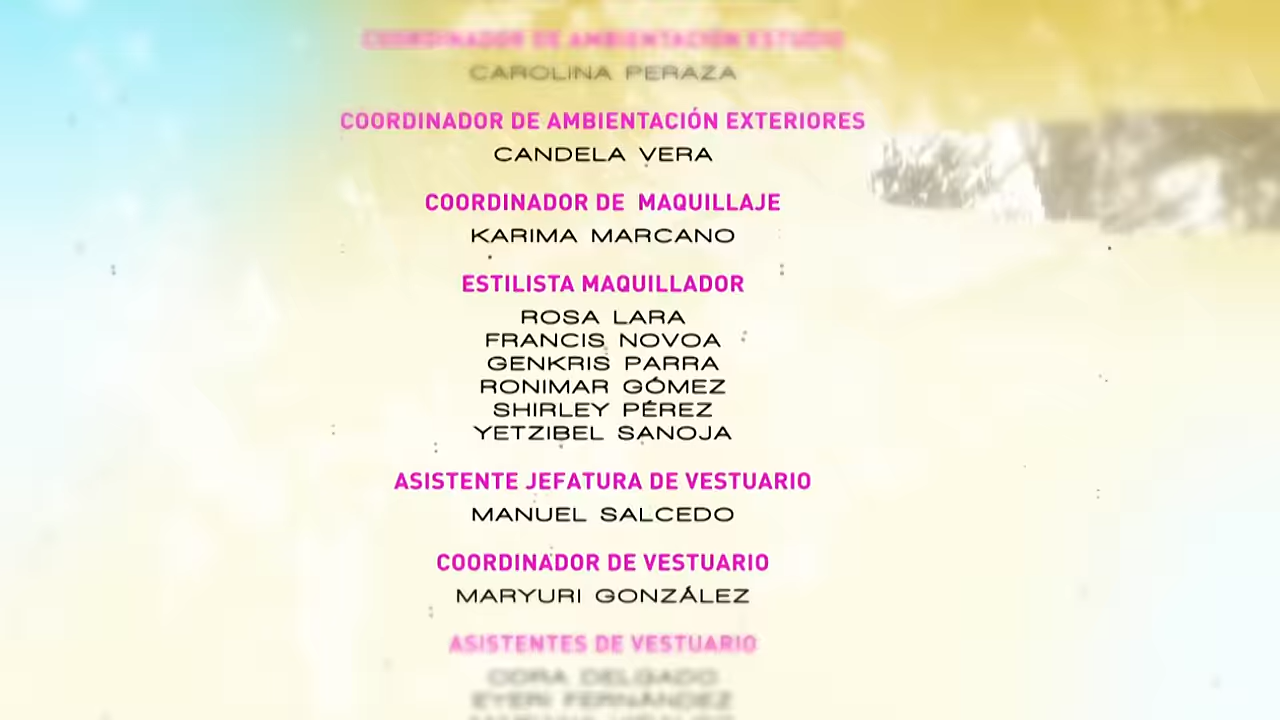 COORDINADOR DE AMBIENTACIÓN ESTUDIO
CAROLINA PERAZA
COORDINADOR DE AMBIENTACIÓN EXTERIORES
CANDELA VERA
COORDINADOR DE MAQUILLAJE
KARIMA MARCANO
ESTILISTA MAQUILLADOR
ROSA LARA
FRANCIS NOVOA
GENKRIS PARRA
RONIMAR GÓMEZ
SHIRLEY PÉREZ
YETZIBEL SANOJA
ASISTENTE JEFATURA DE VESTUARIO
MANUEL SALCEDO
COORDINADOR DE VESTUARIO
MARYURI GONZÁLEZ
ASISTENTES DE VESTUARIO
DELGADO
FERNÁNDEZ